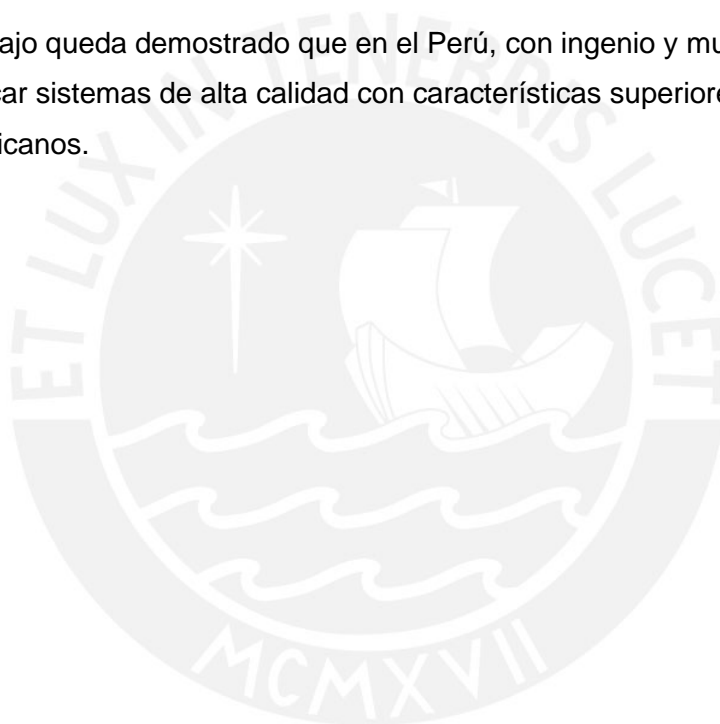 ajo queda demostrado que en el Perú, con ingenio y mu
car sistemas de alta calidad con características superiore
icanos.
ET LUX IN TENEBRIS LUCET
MCMXVII